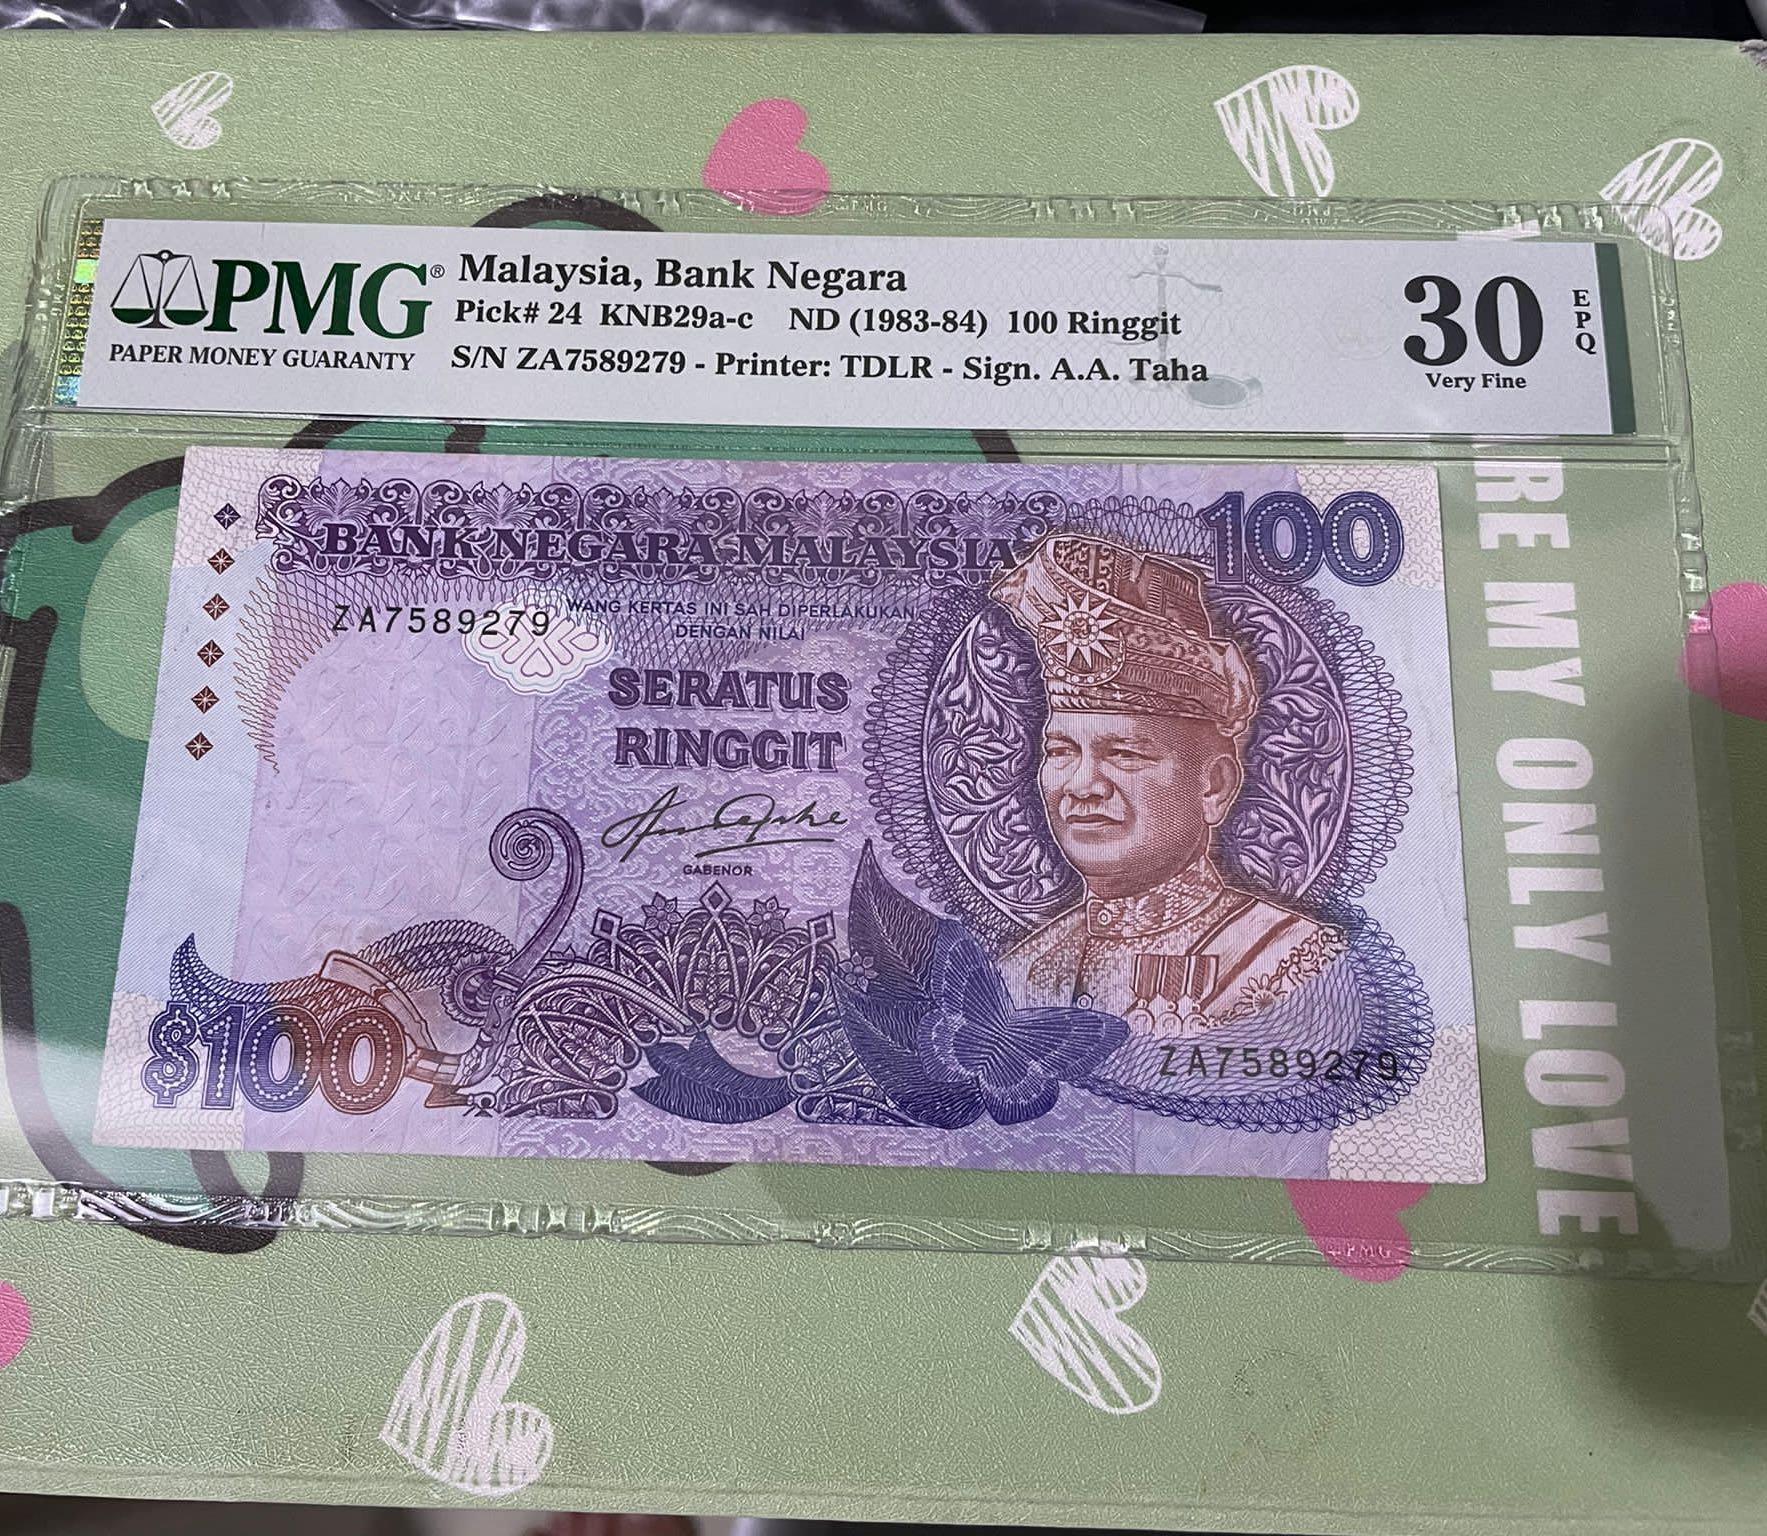 PMG®
PAPER MONEY GUARANTY
Malaysia, Bank Negara
Pick# 24 KNB29a-c ND (1983-84) 100 Ringgit
S/N ZA7589279 - Printer: TDLR - Sign. A.A. Taha
30
EPQ
Very Fine
BANK NEGARA MALAYSIA
100
ZA7589279
WANG KERTAS INI SAH DIPERLAKUKAN
DENGAN NILAI
SERATUS
RINGGIT
GABENOR
$100
ZA7589279
RE MY ONLY LOVE
PMG